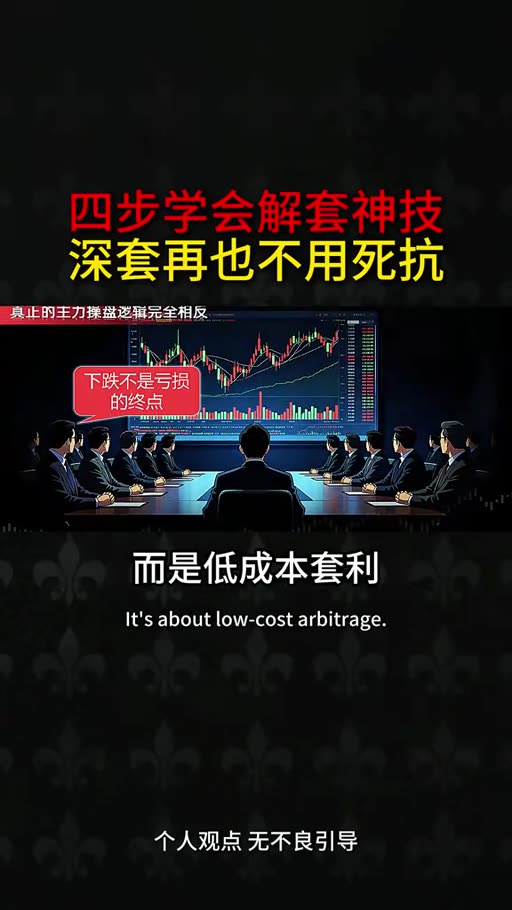 四步学会解套神技
深套再也不用死抗
真正的主力操盘逻辑完全相反
下跌不是亏损
的终点
而是低成本套利
It's about low-cost arbitrage.
个人观点 无不良引导